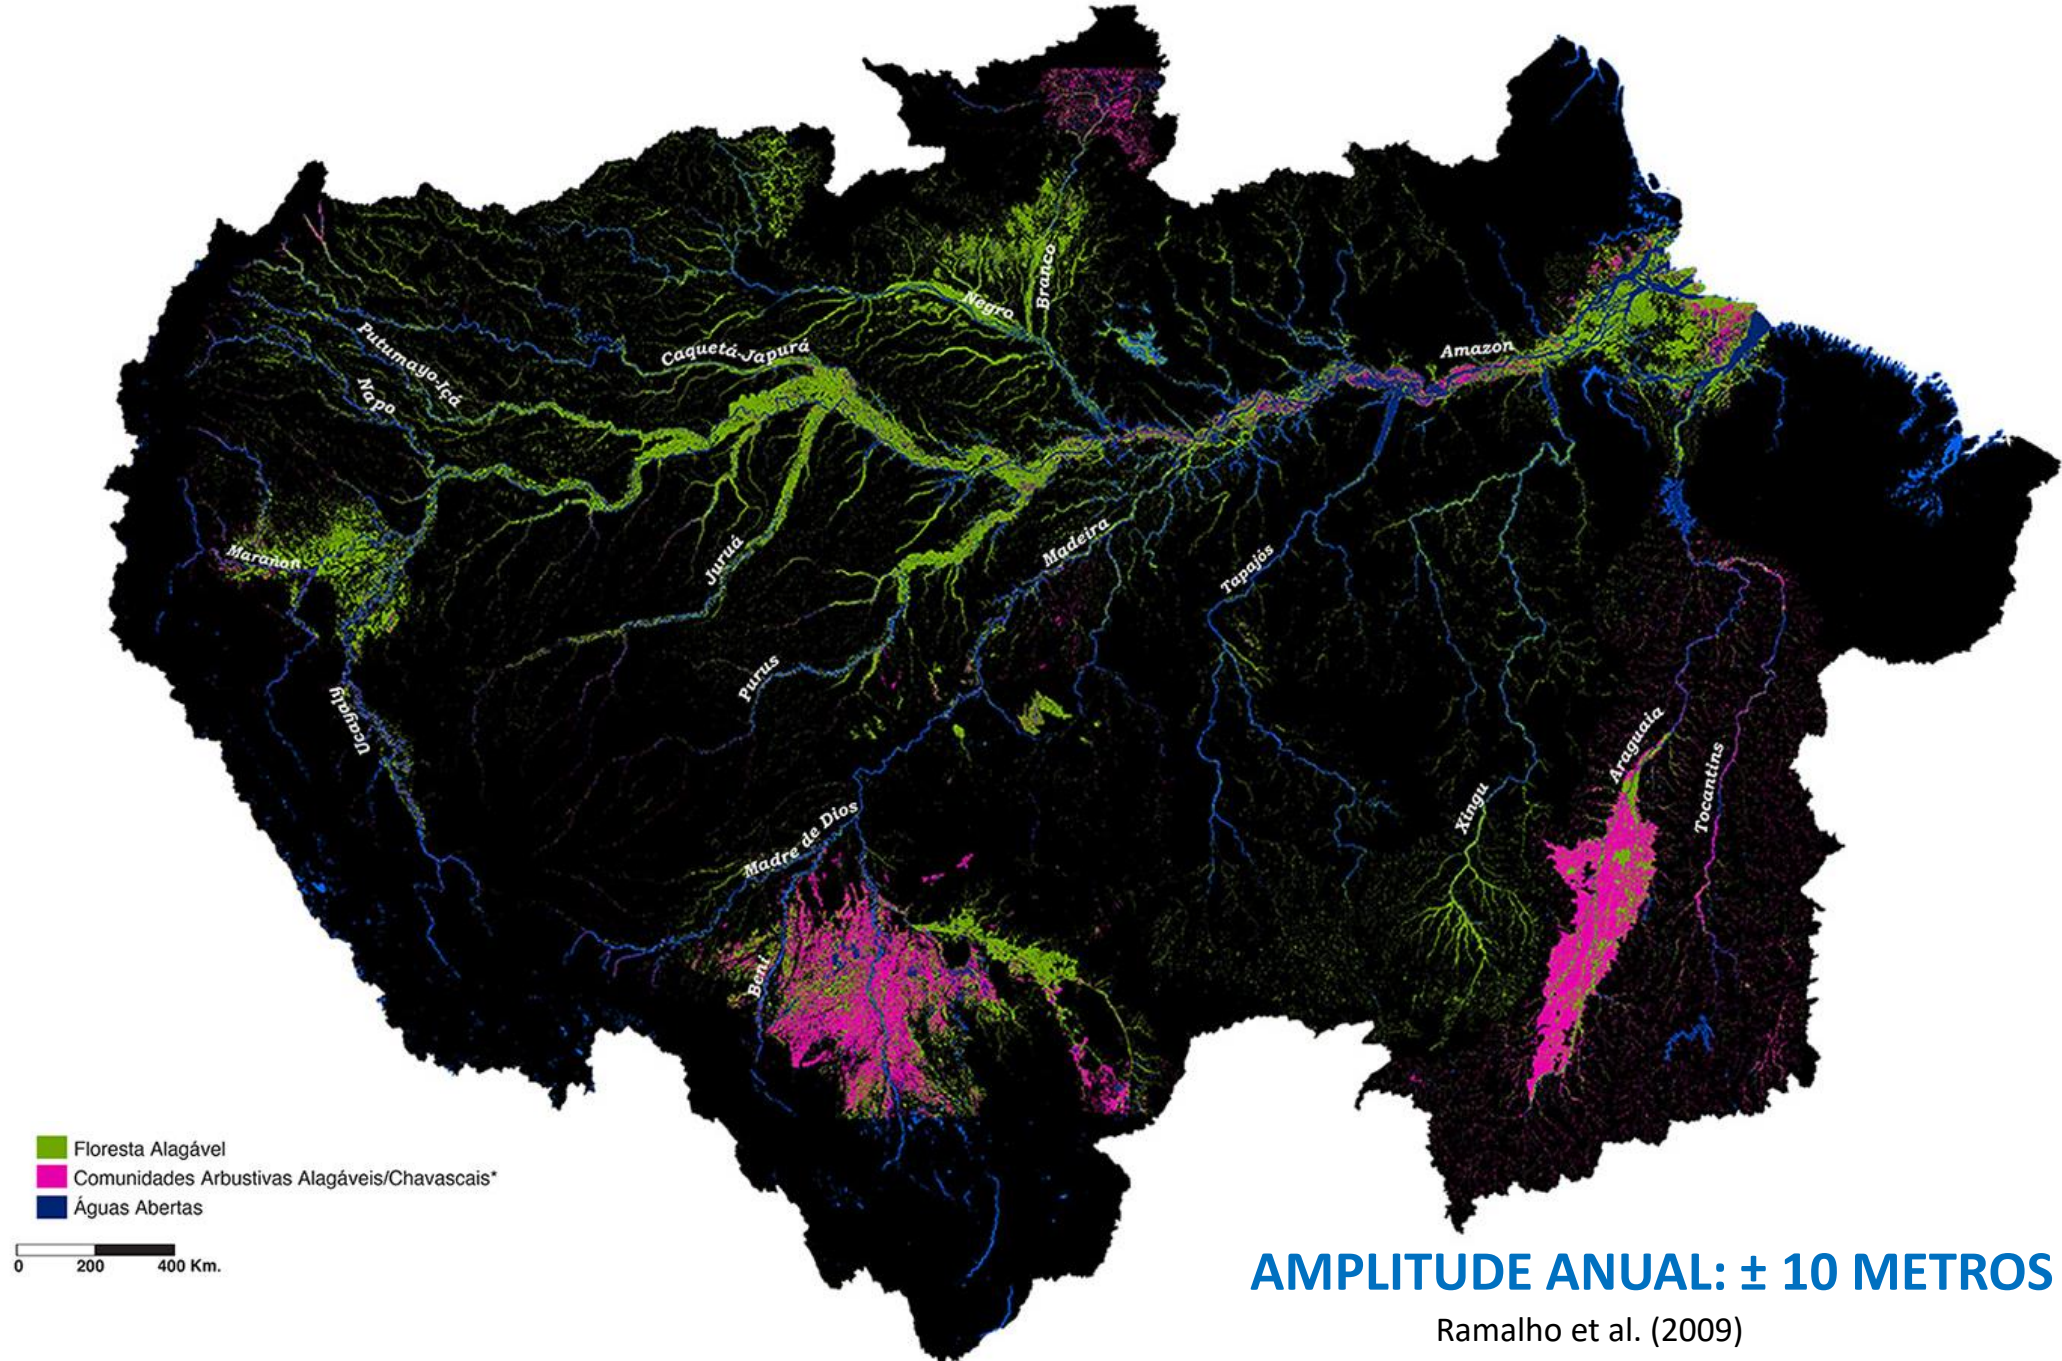 Branco
Negro
Caquetá-Japurá
Amazon
Putumayo-Içá
Napo
Marañon
Juruá
Madeira
Tapajós
Purus
Ucayaly
Araguaia
Tocantins
Xingu
Madre de Dios
Beni
Floresta Alagável
Comunidades Arbustivas Alagáveis/Chavascais*
Águas Abertas
0 200 400 Km.
AMPLITUDE ANUAL: ± 10 METROS
Ramalho et al. (2009)